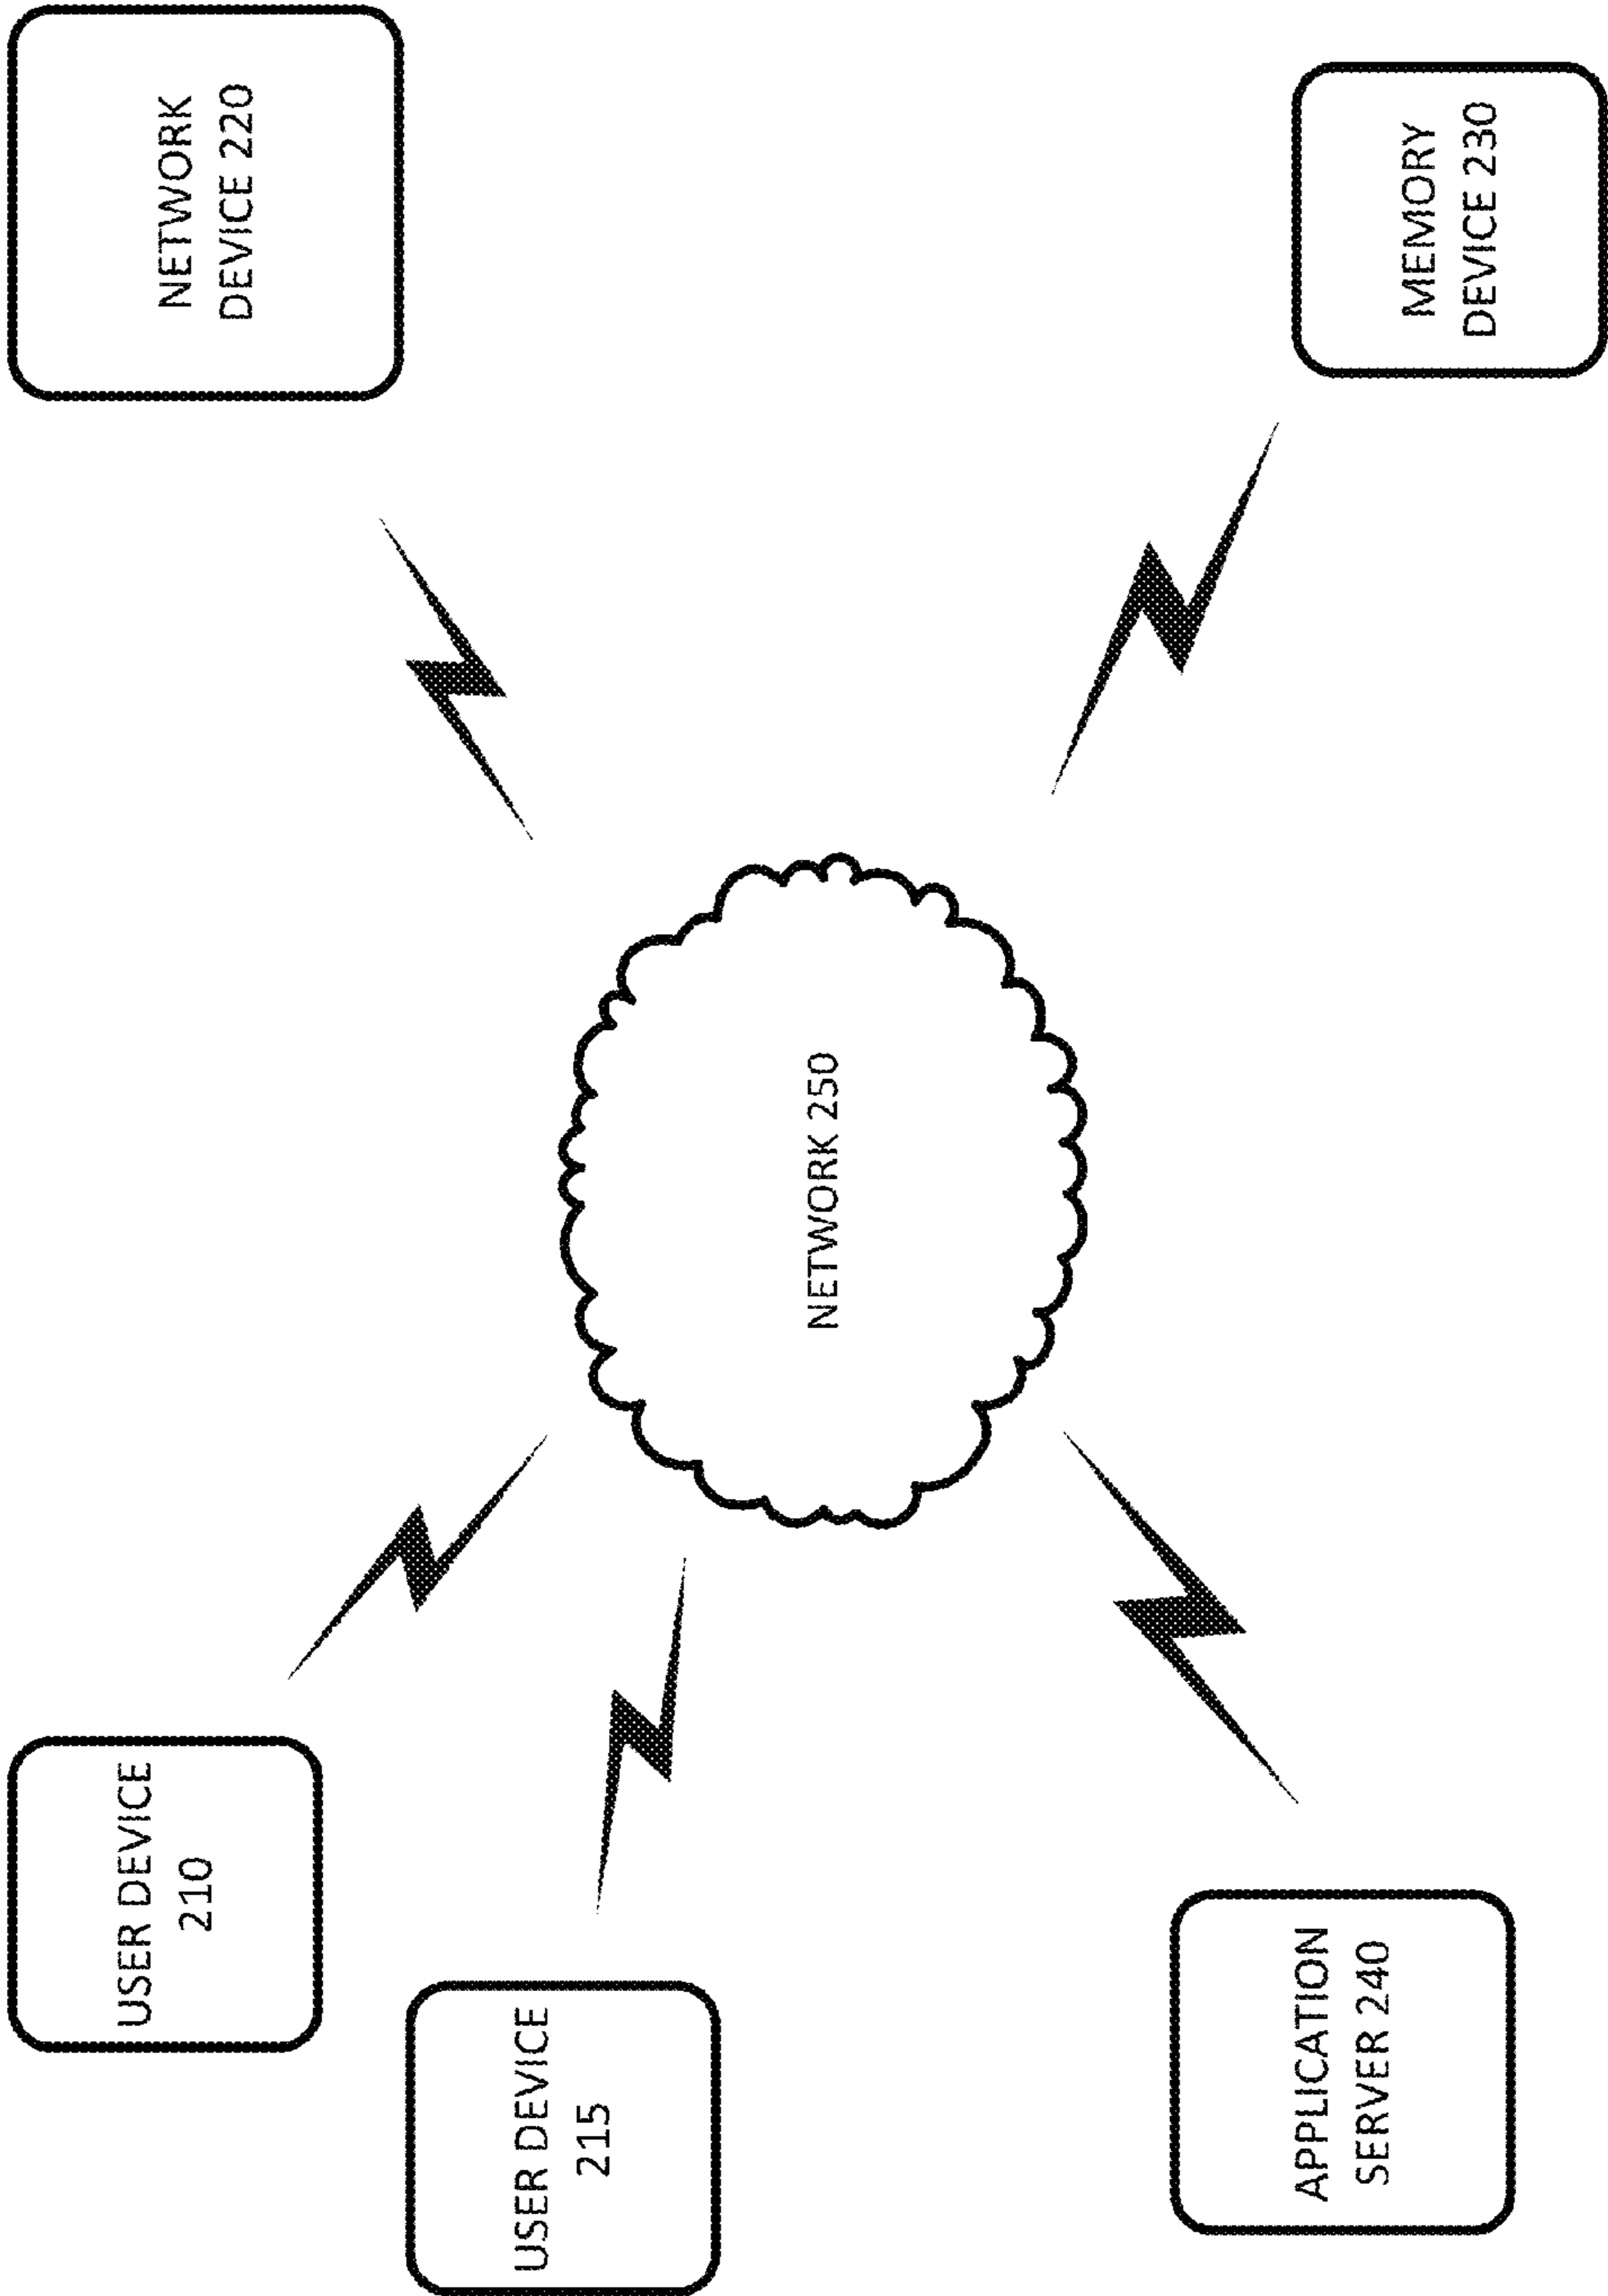 USER DEVICE
210
USER DEVICE
215
APPLICATION
SERVER 240
NETWORK 250
NETWORK
DEVICE 220
MEMORY
DEVICE 230